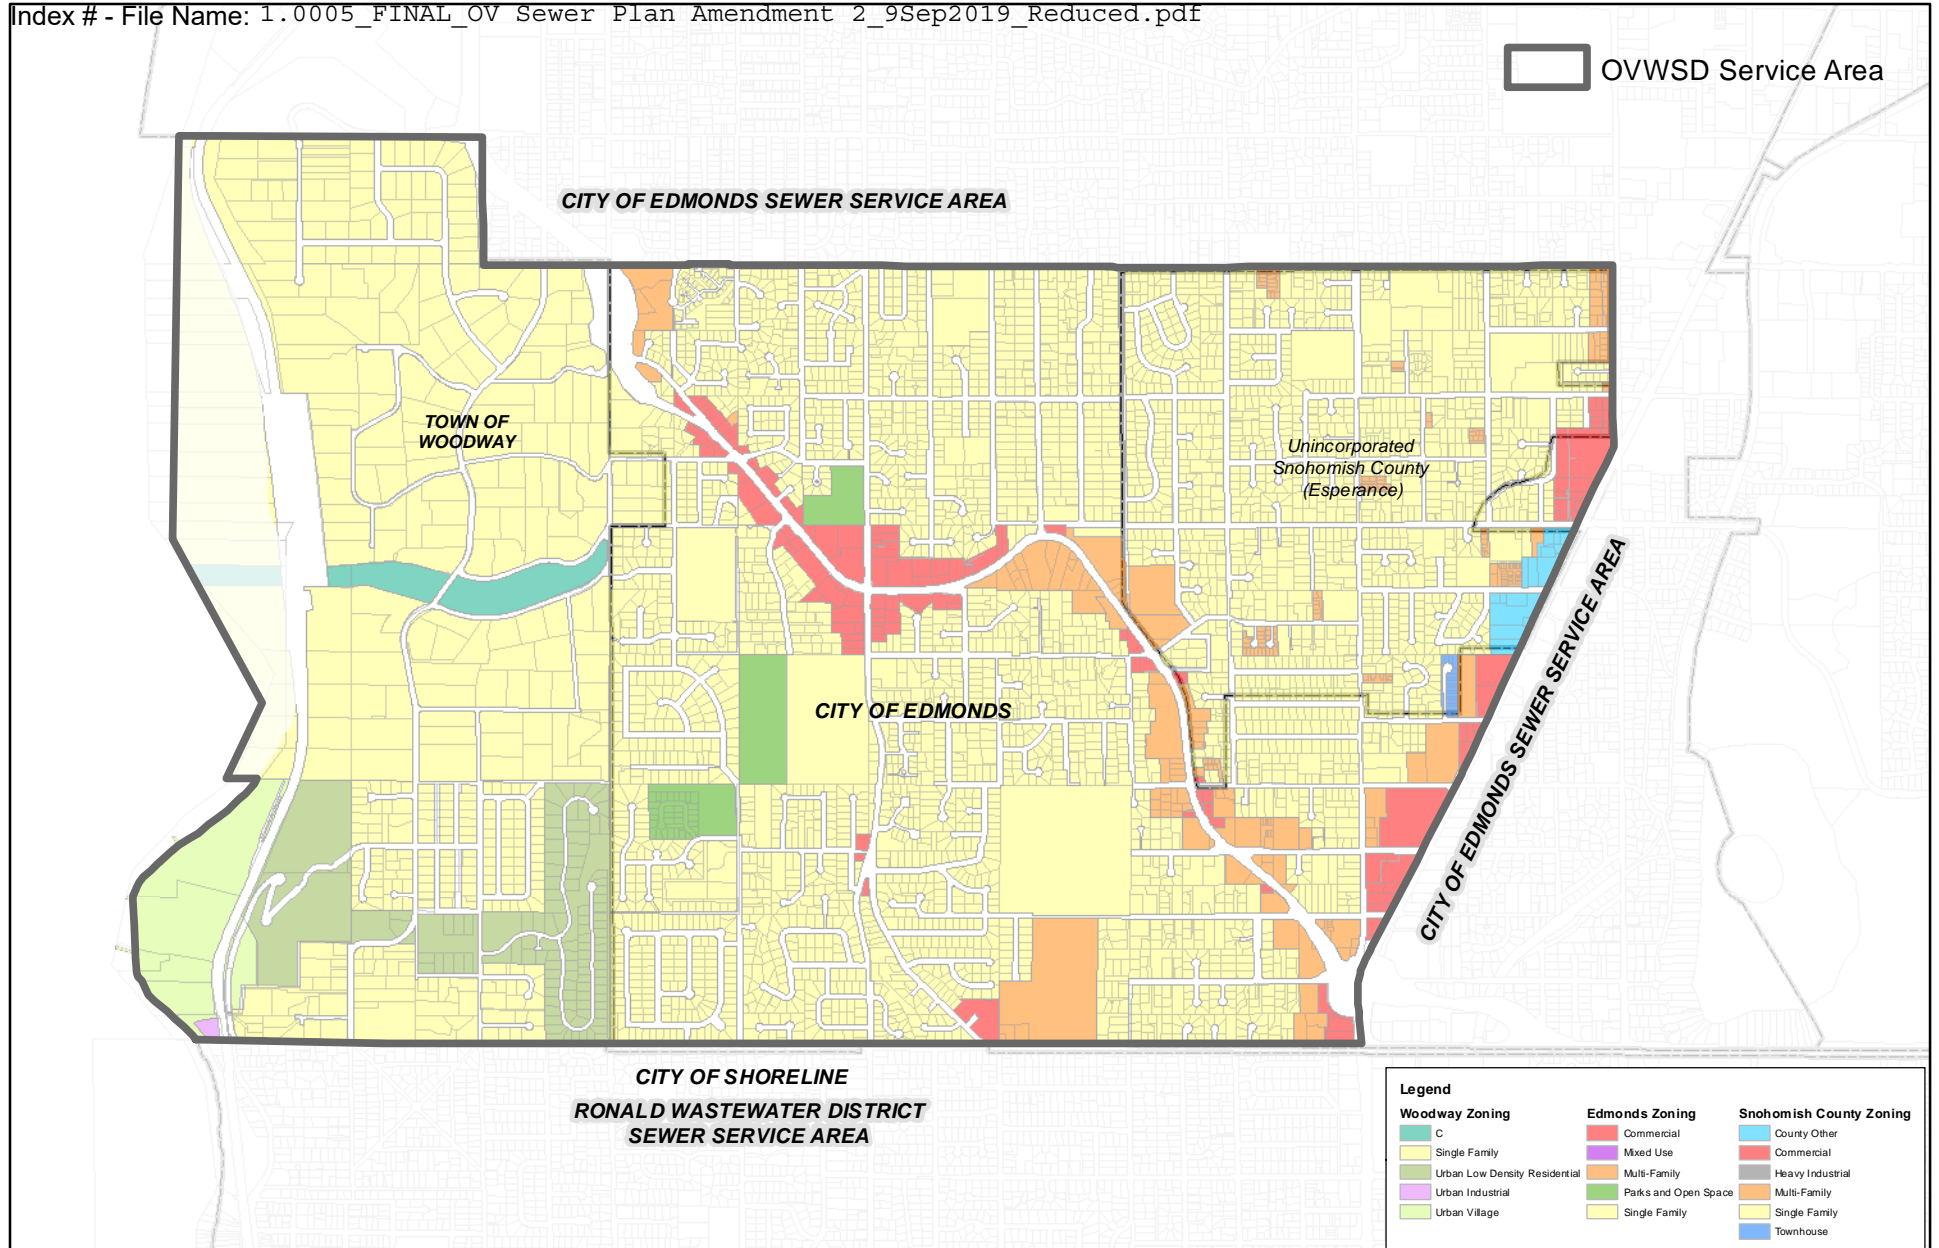 Index # - File Name: 1.0005_FINAL_OV Sewer Plan Amendment 2_9Sep2019_Reduced.pdf
OVWSD Service Area
CITY OF EDMONDS SEWER SERVICE AREA
TOWN OF
WOODWAY
Unincorporated
Snohomish County
(Esperance)
CITY OF EDMONDS
CITY OF EDMONDS SEWER SERVICE AREA
CITY OF SHORELINE
RONALD WASTEWATER DISTRICT
SEWER SERVICE AREA
Legend
Woodway Zoning
C
Single Family
Urban Low Density Residential
Urban Industrial
Urban Village
Edmonds Zoning
Commercial
Mixed Use
Multi-Family
Parks and Open Space
Single Family
Snohomish County Zoning
County Other
Commercial
Heavy Industrial
Multi-Family
Single Family
Townhouse